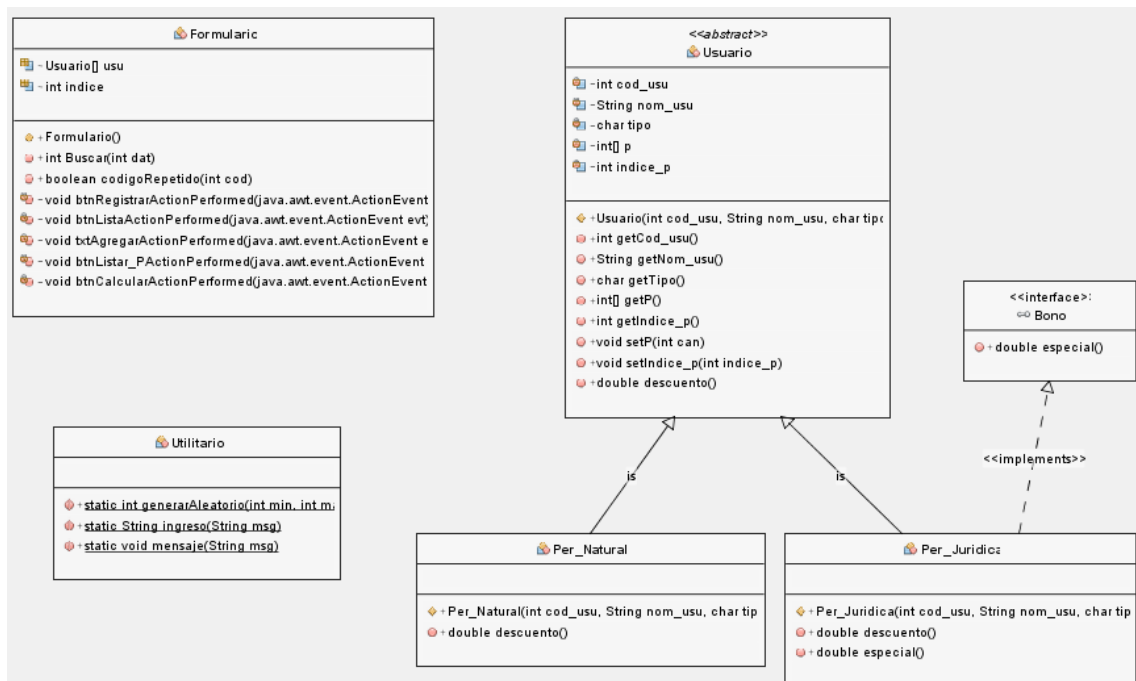 Formularic
- Usuario[] usu
- int indice
+ Formulario()
+ int Buscar(int dat)
+ boolean codigoRepetido(int cod)
- void btnRegistrarActionPerformed(java.awt.event.ActionEvent
- void btnListaActionPerformed(java.awt.event.ActionEvent evt)
- void txtAgregarActionPerformed(java.awt.event.ActionEvent e
- void btnListar_PActionPerformed(java.awt.event.ActionEvent
- void btnCalcularActionPerformed(java.awt.event.ActionEvent
<<abstract>>
Usuario
- int cod_usu
- String nom_usu
- char tipo
- int[] p
- int indice_p
+ Usuario(int cod_usu, String nom_usu, char tipo
+ int getCod_usu()
+ String getNom_usu()
+ char getTipo()
+ int[] getP()
+ int getIndice_p()
+ void setP(int can)
+ void setIndice_p(int indice_p)
+ double descuento()
<<interface>:
Bono
+ double especial()
Utilitario
+ static int generarAleatorio(int min, int m
+ static String ingreso(String msg)
+ static void mensaje(String msg)
is
is
<<implements>>
Per_Natural
+ Per_Natural(int cod_usu, String nom_usu, char tip
+ double descuento()
Per_Juridica
+ Per_Juridica(int cod_usu, String nom_usu, char tip
+ double descuento()
+ double especial()